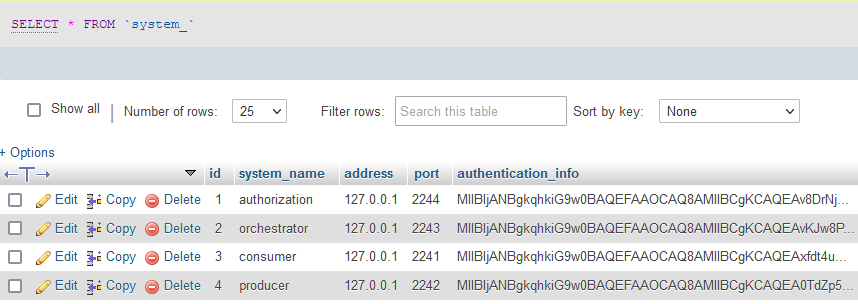 SELECT * FROM `system_`
Show all | Number of rows: 25 Filter rows: Search this table Sort by key: None
+ Options
←T→ id system_name address port authentication_info
Edit Copy Delete 1 authorization 127.0.0.1 2244 MIIBIjANBgkqhkiG9w0BAQEFAAOCAQ8AMIIBCgKCAQEAv8DrNj...
Edit Copy Delete 2 orchestrator 127.0.0.1 2243 MIIBIjANBgkqhkiG9w0BAQEFAAOCAQ8AMIIBCgKCAQEAvKJw8P...
Edit Copy Delete 3 consumer 127.0.0.1 2241 MIIBIjANBgkqhkiG9w0BAQEFAAOCAQ8AMIIBCgKCAQEAxfdt4u...
Edit Copy Delete 4 producer 127.0.0.1 2242 MIIBIjANBgkqhkiG9w0BAQEFAAOCAQ8AMIIBCgKCAQEA0TdZp5...